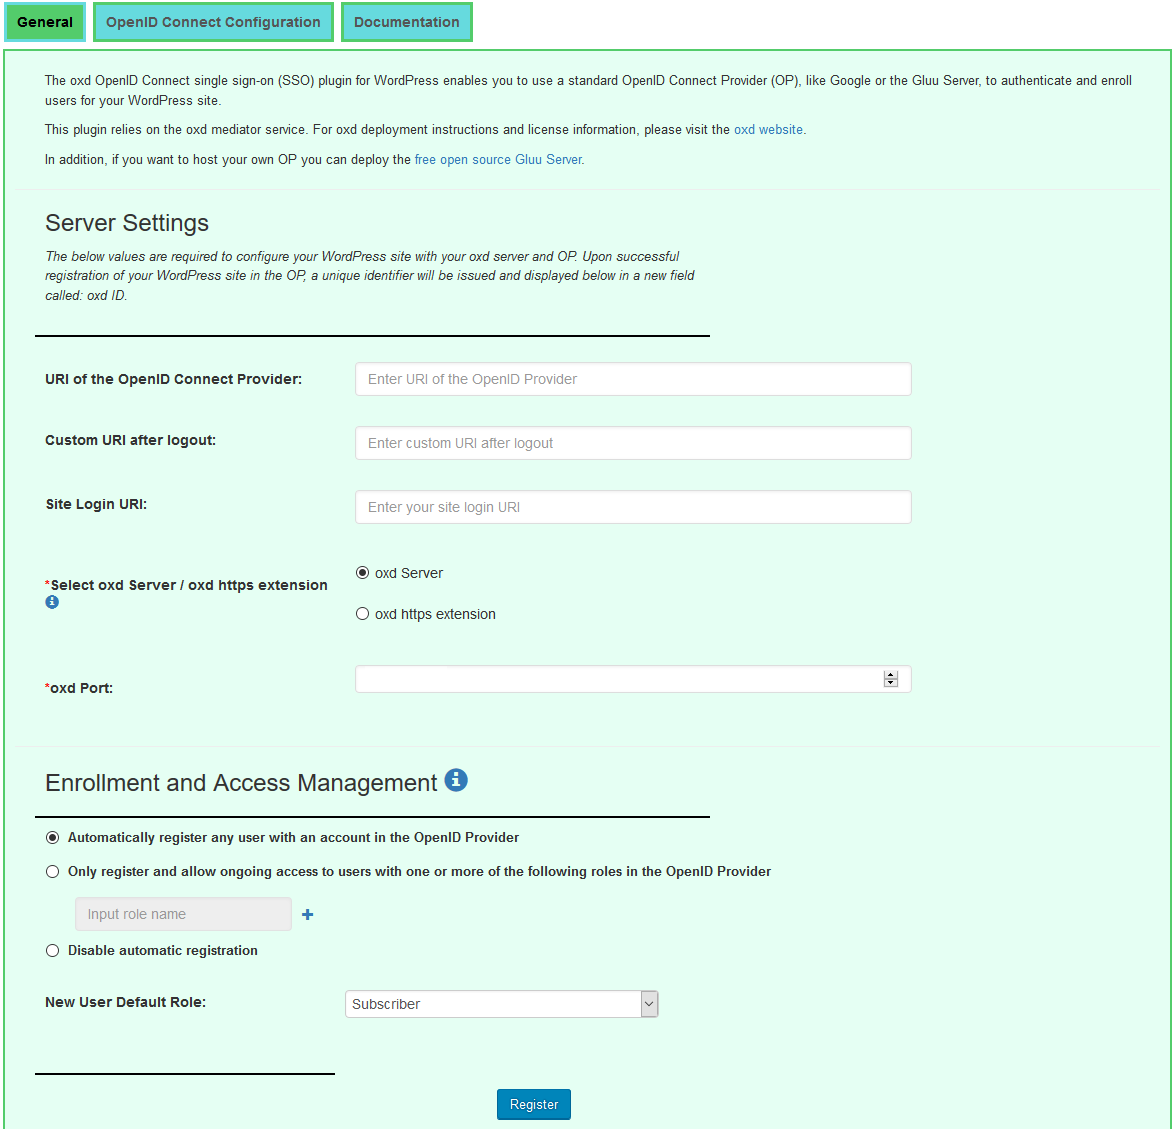 General
OpenID Connect Configuration
Documentation
The oxd OpenID Connect single sign-on (SSO) plugin for WordPress enables you to use a standard OpenID Connect Provider (OP), like Google or the Gluu Server, to authenticate and enroll
users for your WordPress site.
This plugin relies on the oxd mediator service. For oxd deployment instructions and license information, please visit the oxd website.
In addition, if you want to host your own OP you can deploy the free open source Gluu Server.
Server Settings
The below values are required to configure your WordPress site with your oxd server and OP. Upon successful
registration of your WordPress site in the OP, a unique identifier will be issued and displayed below in a new field
called: oxd ID.
URI of the OpenID Connect Provider:
Enter URI of the OpenID Provider
Custom URI after logout:
Enter custom URI after logout
Site Login URI:
Enter your site login URI
*Select oxd Server / oxd https extension
oxd Server
oxd https extension
*oxd Port:
Enrollment and Access Management
Automatically register any user with an account in the OpenID Provider
Only register and allow ongoing access to users with one or more of the following roles in the OpenID Provider
Input role name
Disable automatic registration
New User Default Role:
Subscriber
Register